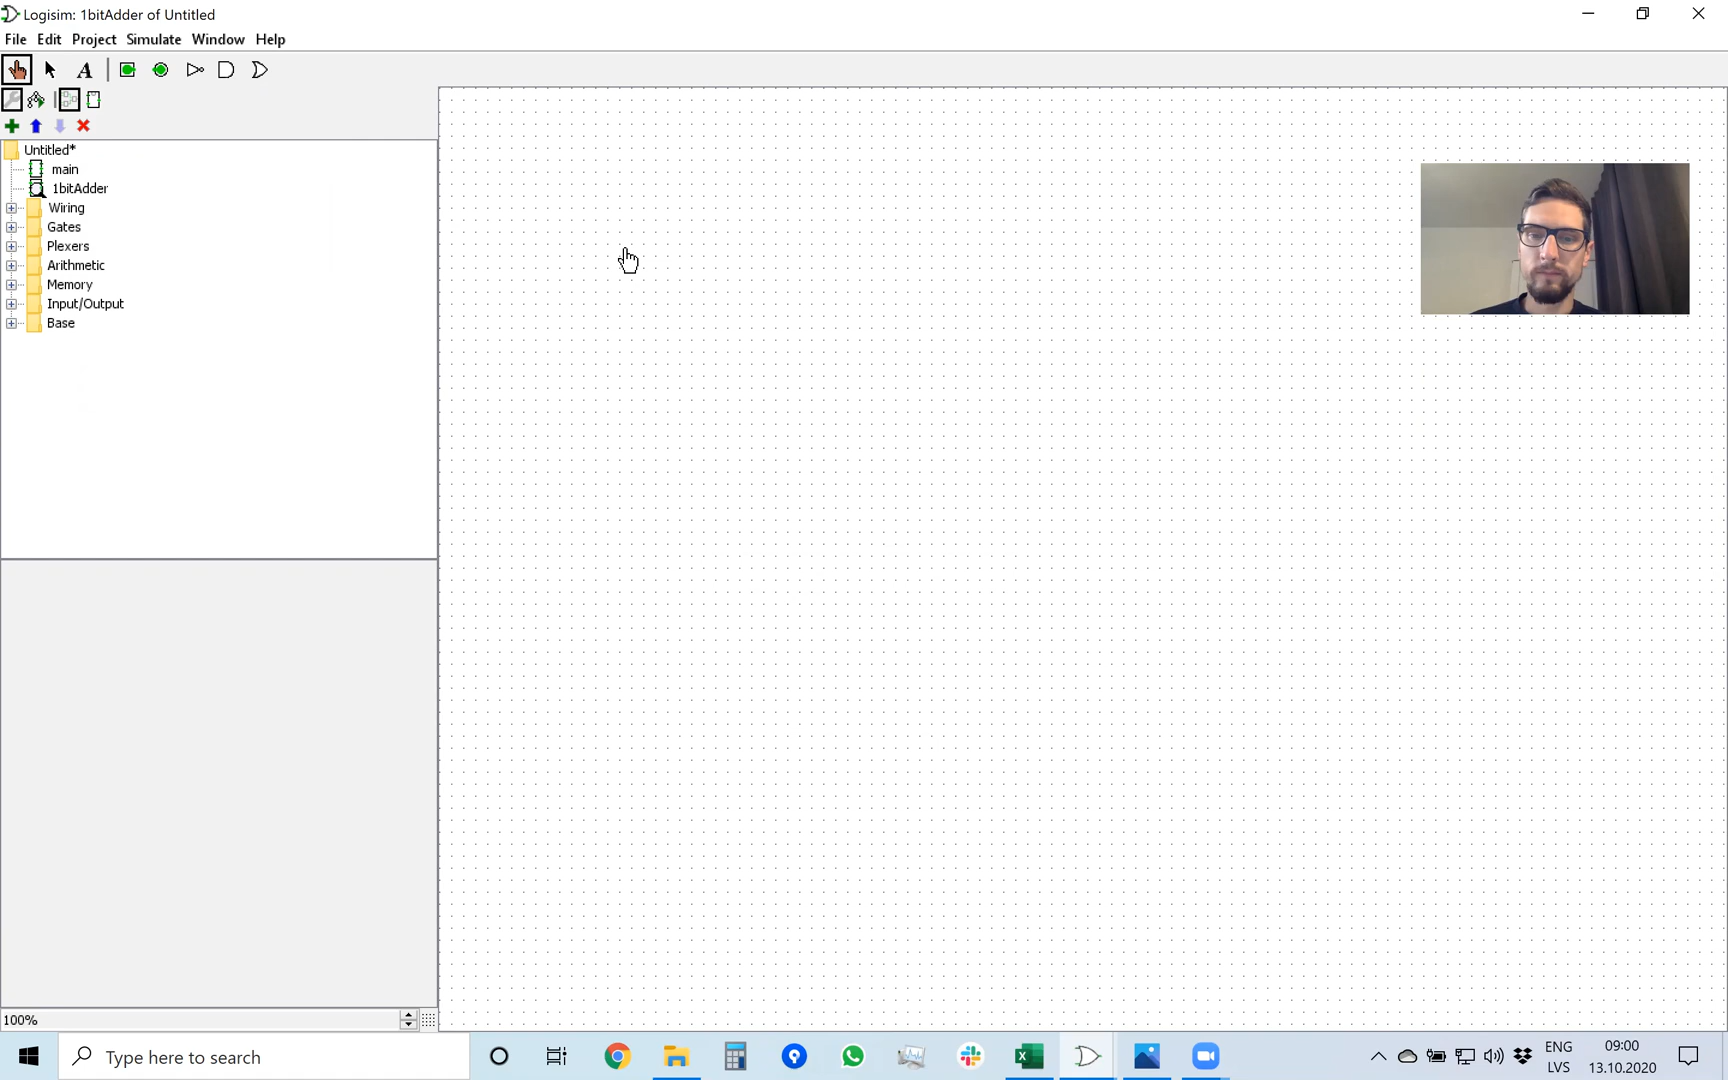 Logisim: 1bitAdder of Untitled
File Edit Project Simulate Window Help
A
Untitled*
main
1bitAdder
Wiring
Gates
Plexers
Arithmetic
Memory
Input/Output
Base
100%
Type here to search
ENG
LVS
09:00
13.10.2020